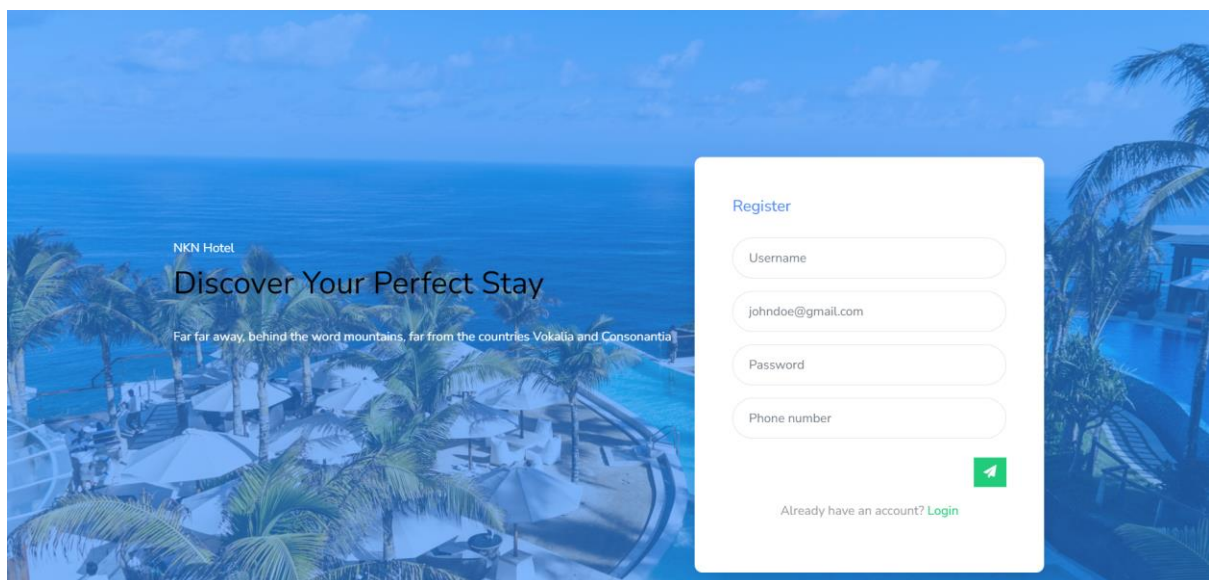 NKN Hotel
Discover Your Perfect Stay
Far far away, behind the word mountains, far from the countries Vokalia and Consonantia
Register
Username
johndoe@gmail.com
Password
Phone number
Already have an account? Login